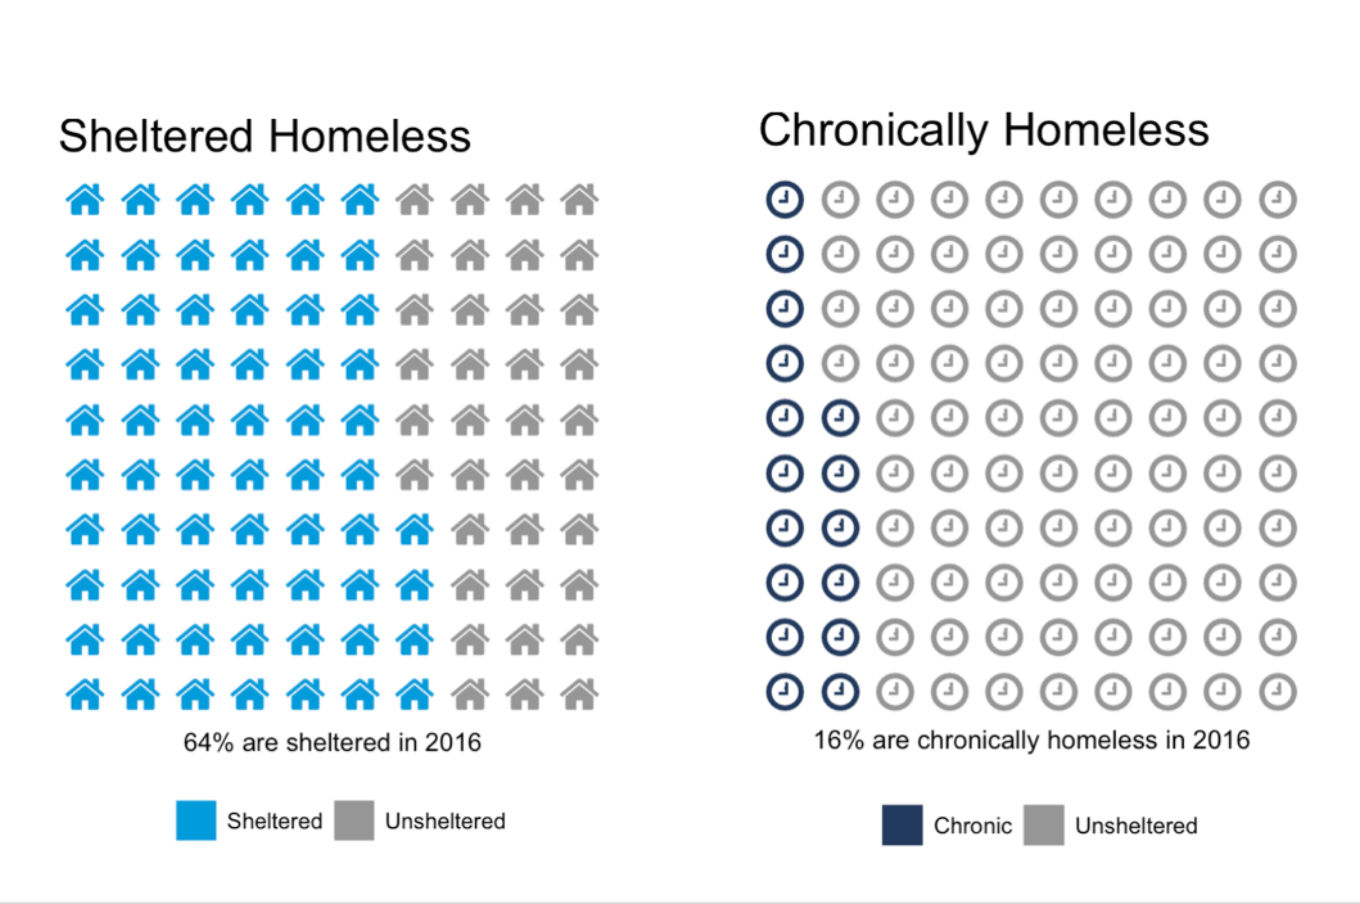 Sheltered Homeless
64% are sheltered in 2016
Sheltered Unsheltered
Chronically Homeless
16% are chronically homeless in 2016
Chronic Unsheltered